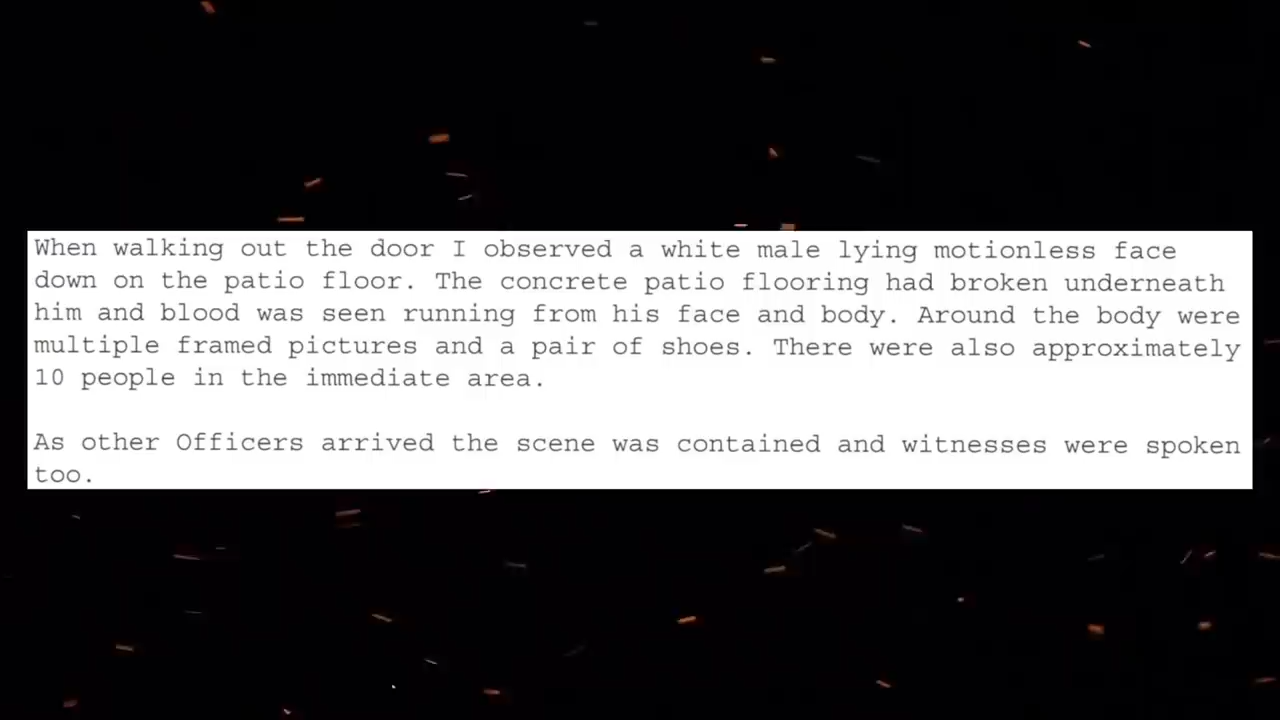 When walking out the door I observed a white male lying motionless face
down on the patio floor. The concrete patio flooring had broken underneath
him and blood was seen running from his face and body. Around the body were
multiple framed pictures and a pair of shoes. There were also approximately
10 people in the immediate area.
As other Officers arrived the scene was contained and witnesses were spoken
too.